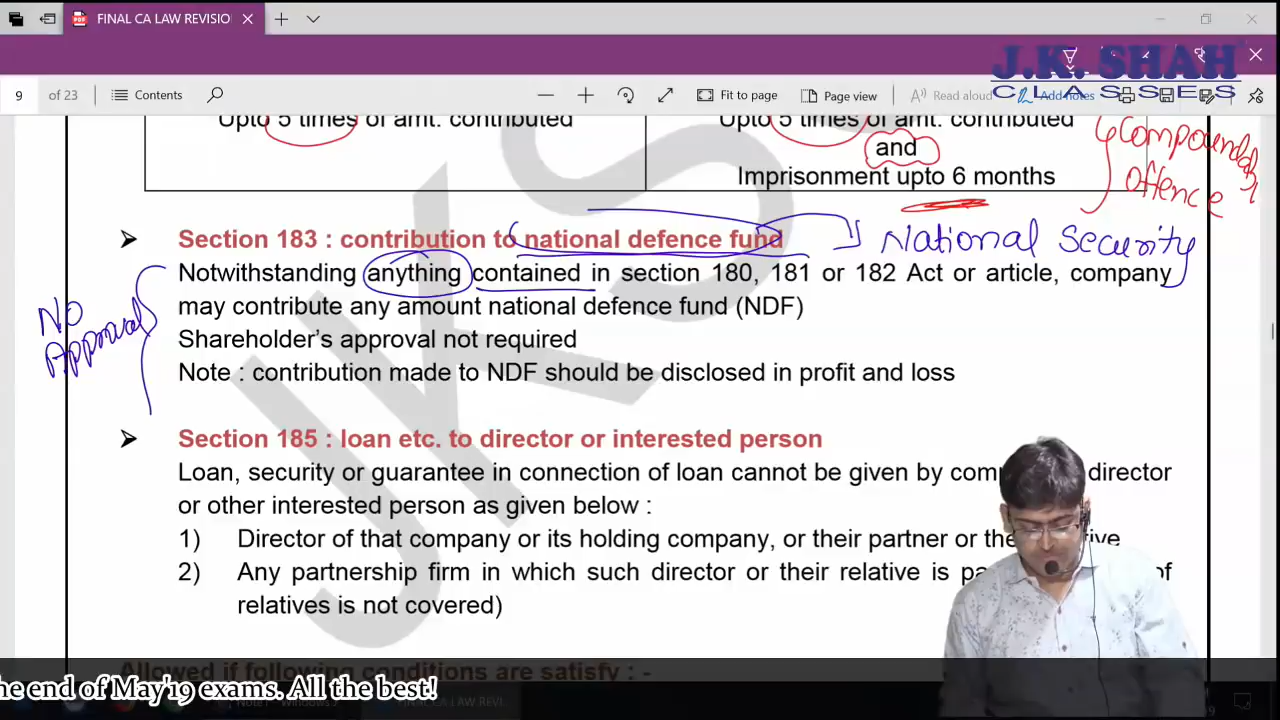 FINAL CA LAW REVISIO
J.K. SHAH
CLASSES
9 of 23 Contents Fit to page Page view Read aloud Add notes
Upto 5 times of amt. contributed
Upto 5 times of amt. contributed
and
Imprisonment upto 6 months
offence
Section 183 : contribution to national defence fund
National Security
Notwithstanding anything contained in section 180, 181 or 182 Act or article, company
may contribute any amount national defence fund (NDF)
Shareholder's approval not required
Note : contribution made to NDF should be disclosed in profit and loss
NO
Approval
Section 185 : loan etc. to director or interested person
Loan, security or guarantee in connection of loan cannot be given by director
or other interested person as given below :
1) Director of that company or its holding company, or their partner or
2) Any partnership firm in which such director or their relative is of
relatives is not covered)
JKS
Allowed if following conditions are satisfy : -
he end of May'19 exams. All the best!